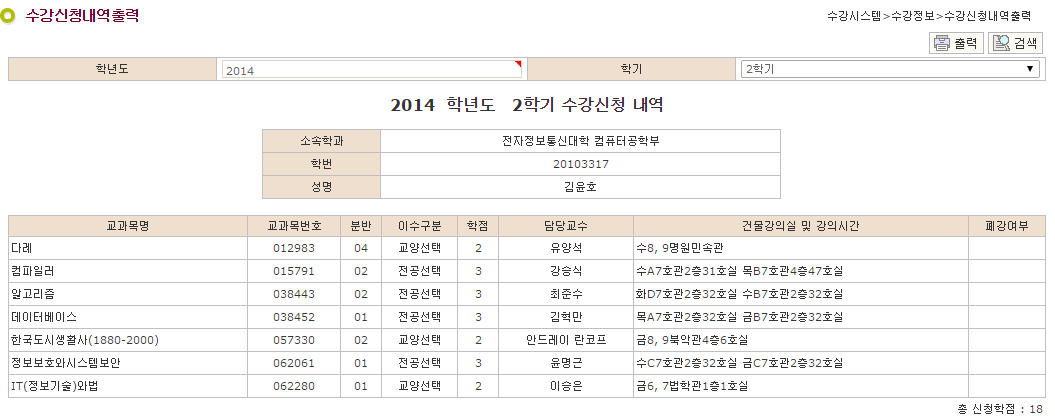 수강신청내역출력
수강시스템>수강정보>수강신청내역출력
출력 검색
학년도 2014 학기 2학기
2014 학년도 2학기 수강신청 내역
소속학과 전자정보통신대학 컴퓨터공학부
학번 20103317
성명 김윤호
교과목명 교과목번호 분반 이수구분 학점 담당교수 건물강의실 및 강의시간 폐강여부
다례 012983 04 교양선택 2 유양석 수8, 9명원민속관
컴파일러 015791 02 전공선택 3 강승식 수A7호관2층31호실 목B7호관4층47호실
알고리즘 038443 02 전공선택 3 최준수 화D7호관2층32호실 수B7호관2층32호실
데이터베이스 038452 01 전공선택 3 김혁만 목A7호관2층32호실 금B7호관2층32호실
한국도시생활사(1880-2000) 057330 02 교양선택 2 안드레이 란코프 금8, 9북악관4층6호실
정보보호와시스템보안 062061 01 전공선택 3 윤명근 수C7호관2층32호실 금C7호관2층32호실
IT(정보기술)와법 062280 01 교양선택 2 이승은 금6, 7법학관1층1호실
총 신청학점 : 18